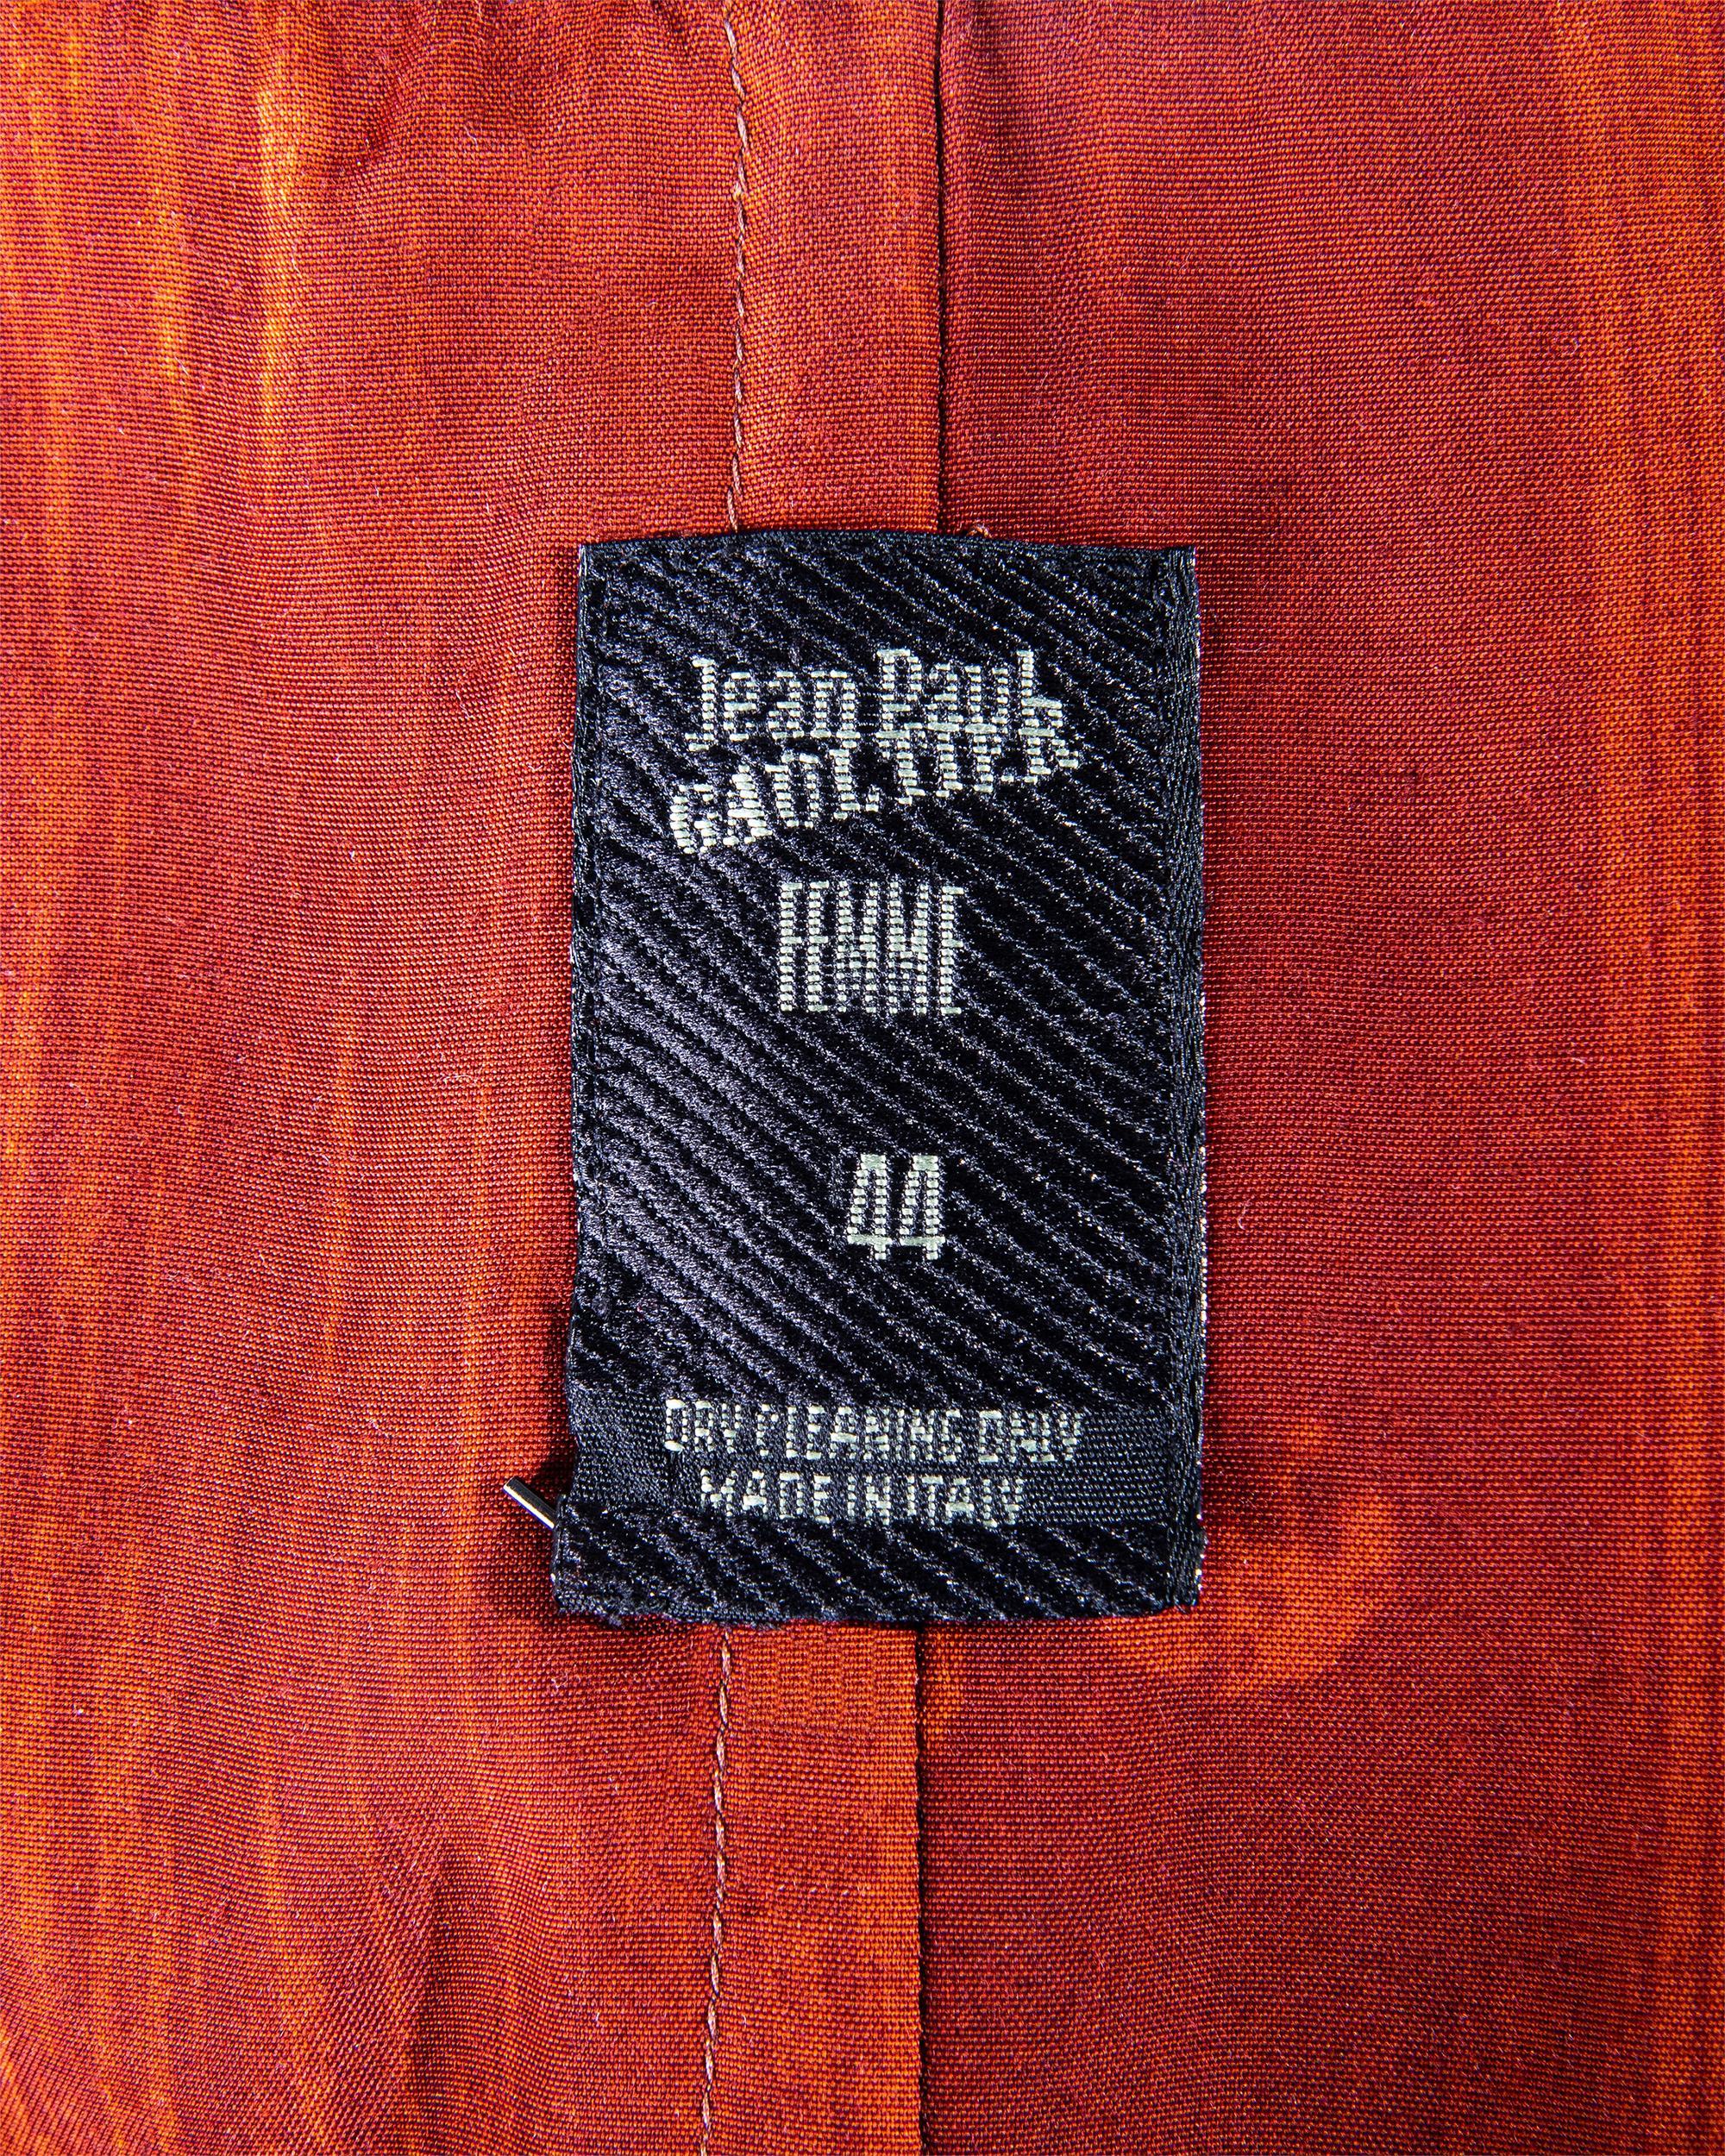 Jean Paul
GAULTIER
FEMME
44
DRY CLEANING ONLY
MADE IN ITALY